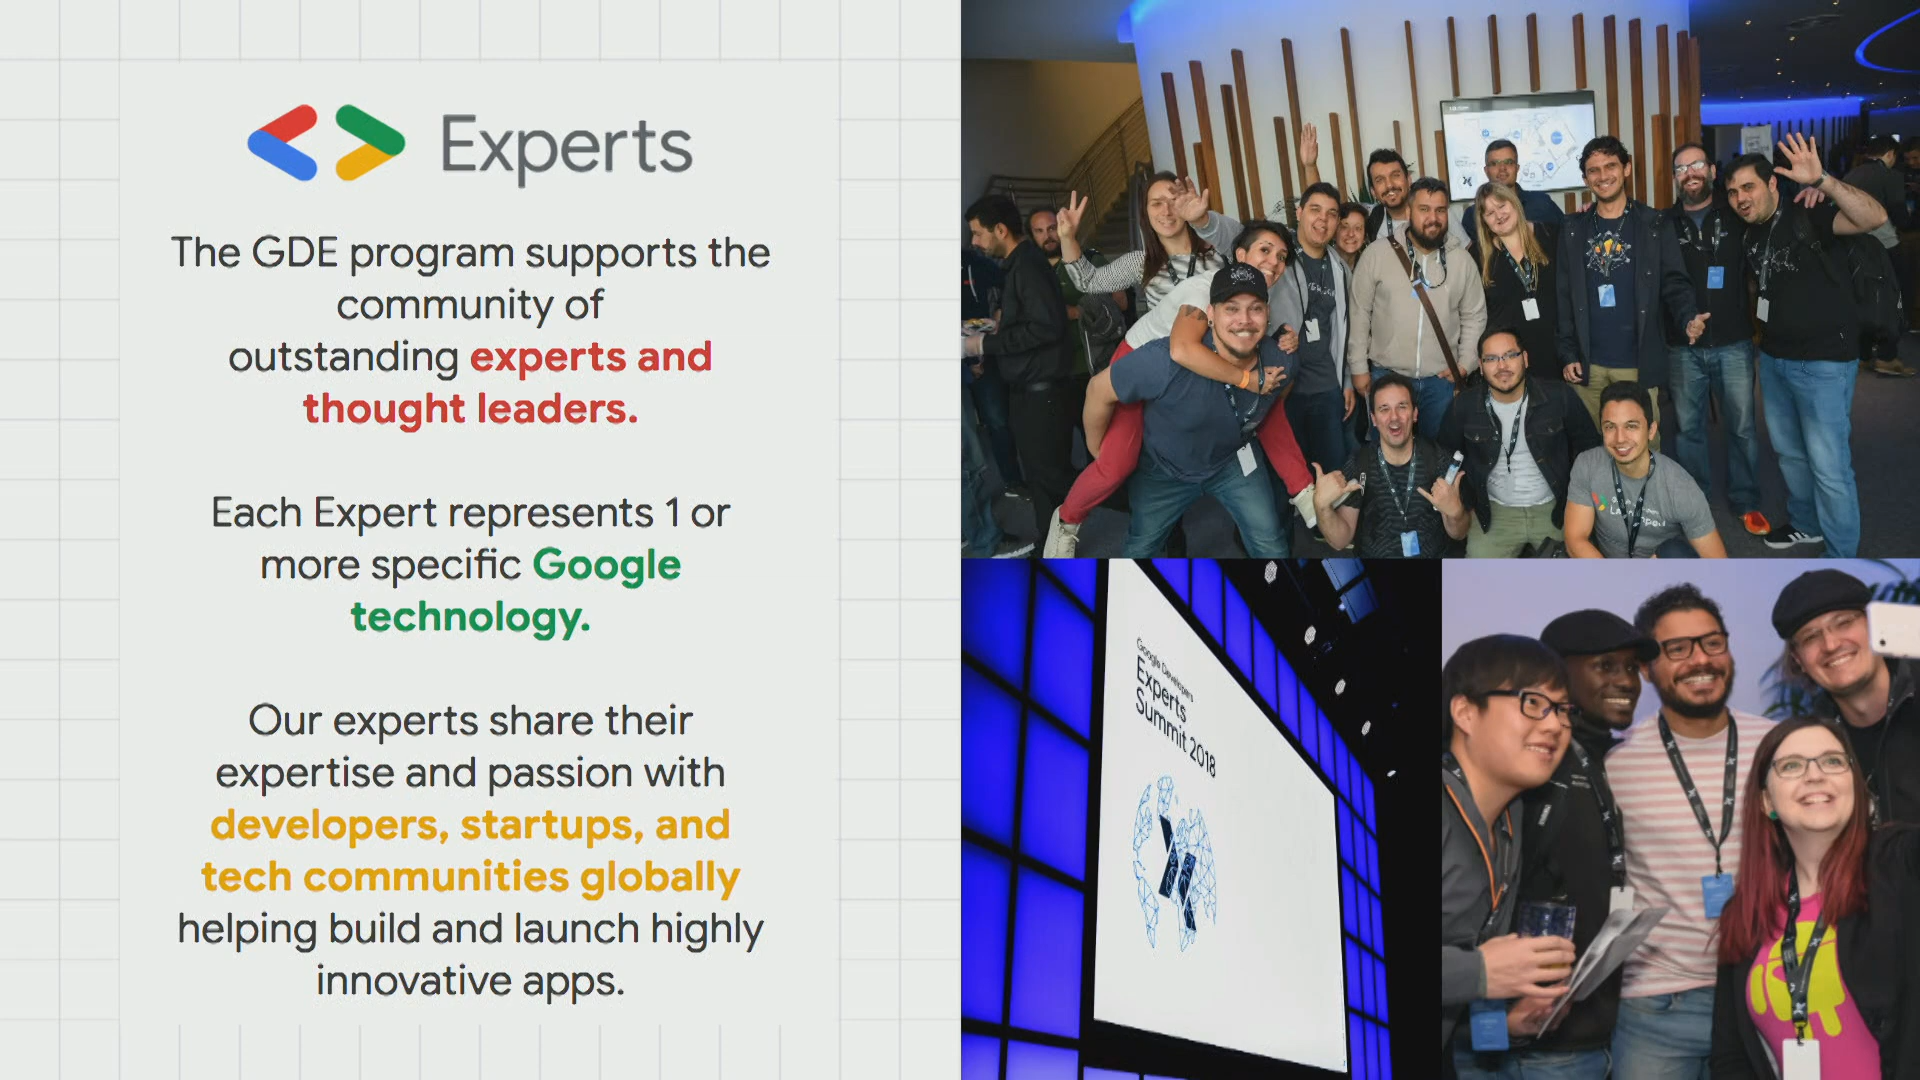 Experts
The GDE program supports the
community of
outstanding experts and
thought leaders.
Each Expert represents 1 or
more specific Google
technology.
Our experts share their
expertise and passion with
developers, startups, and
tech communities globally
helping build and launch highly
innovative apps.
Google Developers
Experts
Summit 2018